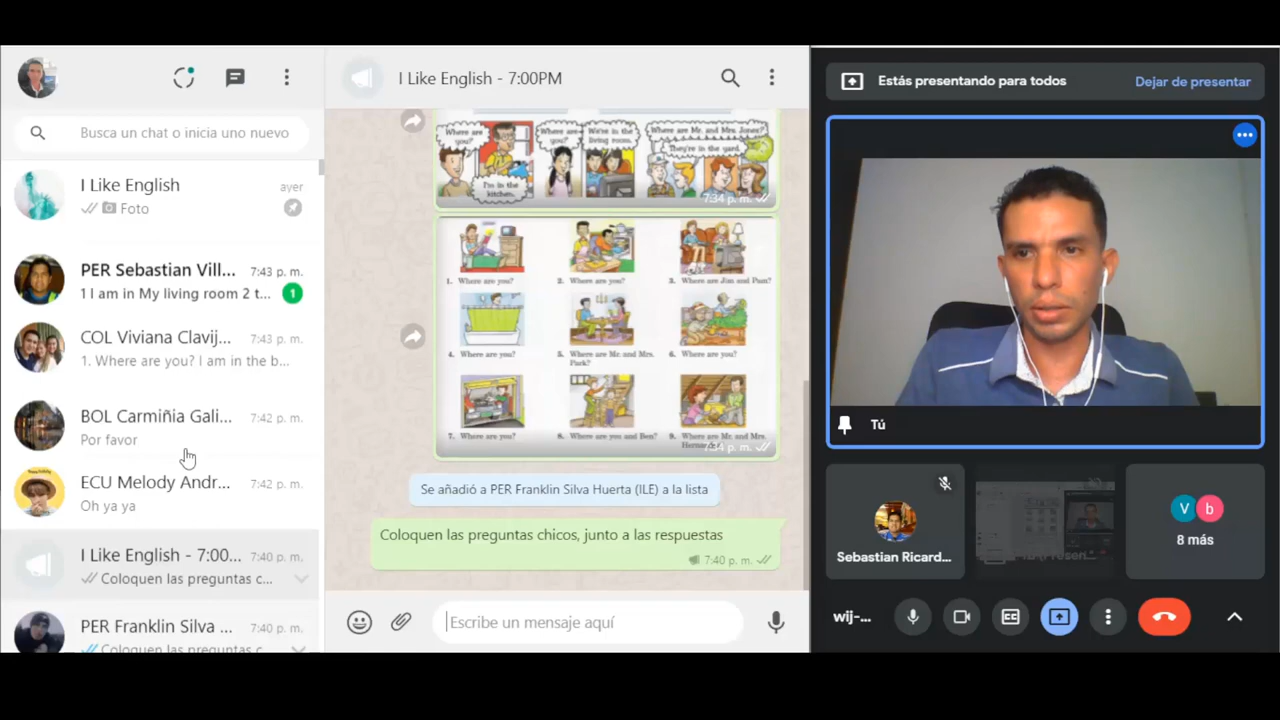 Busca un chat o inicia uno nuevo
I Like English
ayer
Foto
PER Sebastian Vill...
7:43 p. m.
1 I am in My living room 2 t...
1
COL Viviana Clavij...
7:43 p. m.
1. Where are you? I am in the b...
BOL Carmiñia Gali...
7:42 p. m.
Por favor
ECU Melody Andr...
7:42 p. m.
Oh ya ya
I Like English - 7:00...
7:40 p. m.
Coloquen las preguntas c...
PER Franklin Silva ...
7:40 p. m.
Coloquen las preguntas c
I Like English - 7:00PM
Where are you?
I'm in the kitchen.
Where are you?
We're in the living room.
Where are Mr. and Mrs. Jones?
They're in the yard.
7:34 p. m.
1. Where are you?
2. Where are you?
3. Where are Jim and Pam?
4. Where are you?
5. Where are Mr. and Mrs. Park?
6. Where are you?
7. Where are you?
8. Where are you and Ben?
9. Where are Mr. and Mrs.
7:34 p. m.
Se añadió a PER Franklin Silva Huerta (ILE) a la lista
Coloquen las preguntas chicos, junto a las respuestas
7:40 p. m.
Escribe un mensaje aquí
Estás presentando para todos
Dejar de presentar
Tú
Sebastian Ricard...
V b
8 más
wij-...